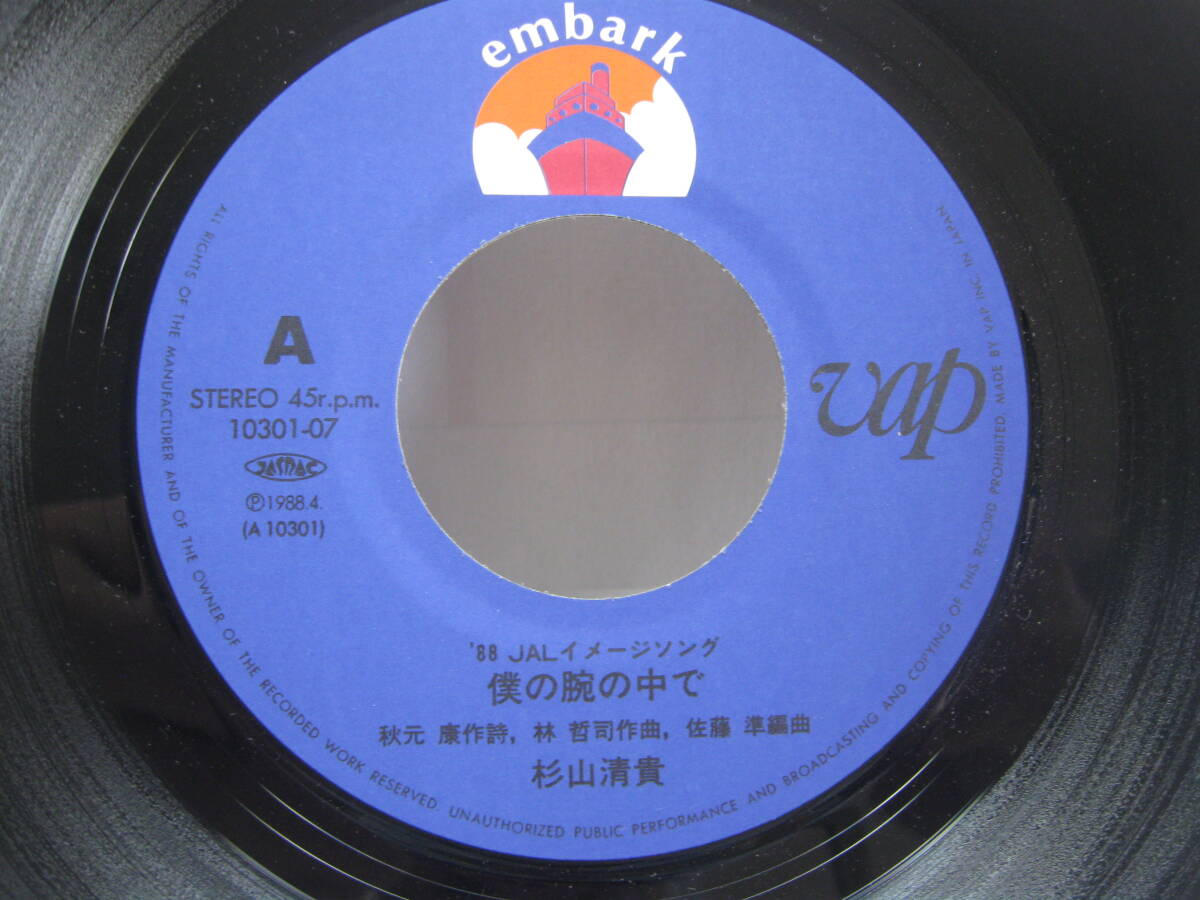 embark
A
STEREO 45r.p.m.
10301-07
JASRAC
Ⓟ1988.4.
(A 10301)
vap
'88 JALイメージソング
僕の腕の中で
秋元 康作詩, 林 哲司作曲, 佐藤 準編曲
杉山清貴
ALL RIGHTS OF THE MANUFACTURER AND OF THE OWNER OF THE RECORDED WORK RESERVED. UNAUTHORIZED PUBLIC PERFORMANCE AND BROADCASTING AND COPYING OF THIS RECORD PROHIBITED. MADE BY VAP INC. IN JAPAN